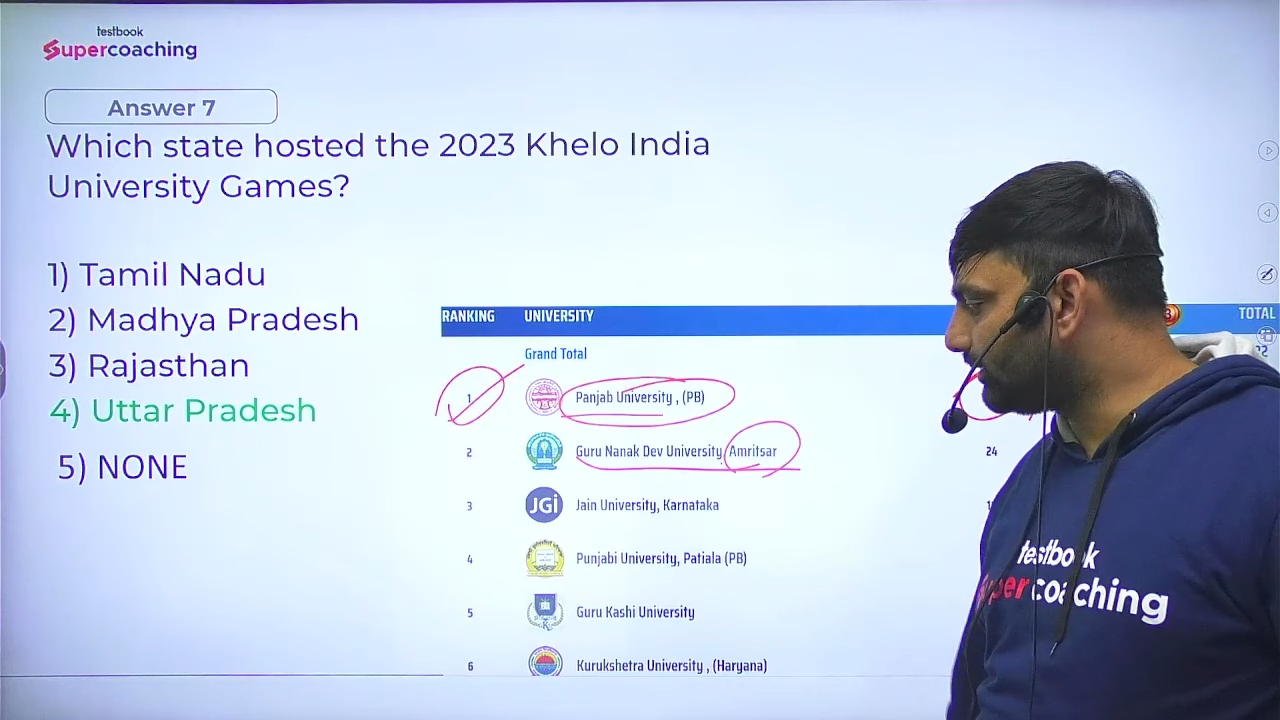 testbook
Supercoaching
Answer 7
Which state hosted the 2023 Khelo India
University Games?
1) Tamil Nadu
2) Madhya Pradesh
3) Rajasthan
4) Uttar Pradesh
5) NONE
RANKING UNIVERSITY 3 TOTAL
Grand Total
1 Panjab University , (PB)
2 Guru Nanak Dev University, Amritsar 24
3 JGi Jain University, Karnataka
4 Punjabi University, Patiala (PB)
5 Guru Kashi University
6 Kurukshetra University , (Haryana)
testbook
Super coaching